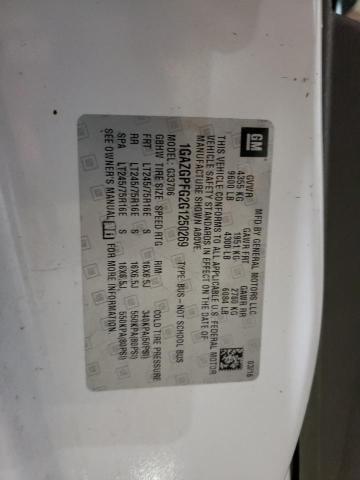 GM
MFD BY GENERAL MOTORS LLC
03/16
GVWR GAWR FRT GAWR RR
4355 KG 1951 KG 2760 KG
9600 LB 4300 LB 6084 LB
THIS VEHICLE CONFORMS TO ALL APPLICABLE U.S. FEDERAL MOTOR
VEHICLE SAFETY STANDARDS IN EFFECT ON THE DATE OF
MANUFACTURE SHOWN ABOVE.
1GAZGPFG2G1250269 TYPE: BUS-NOT SCHOOL BUS
MODEL: G33706
GBHW TIRE SIZE SPEED RTG RIM COLD TIRE PRESSURE
FRT LT245/75R16E S 16X6.5J 340KPA(50PSI)
RR LT245/75R16E S 16X6.5J 550KPA(80PSI)
SPA LT245/75R16E S 16X6.5J 550KPA(80PSI)
SEE OWNER'S MANUAL FOR MORE INFORMATION.